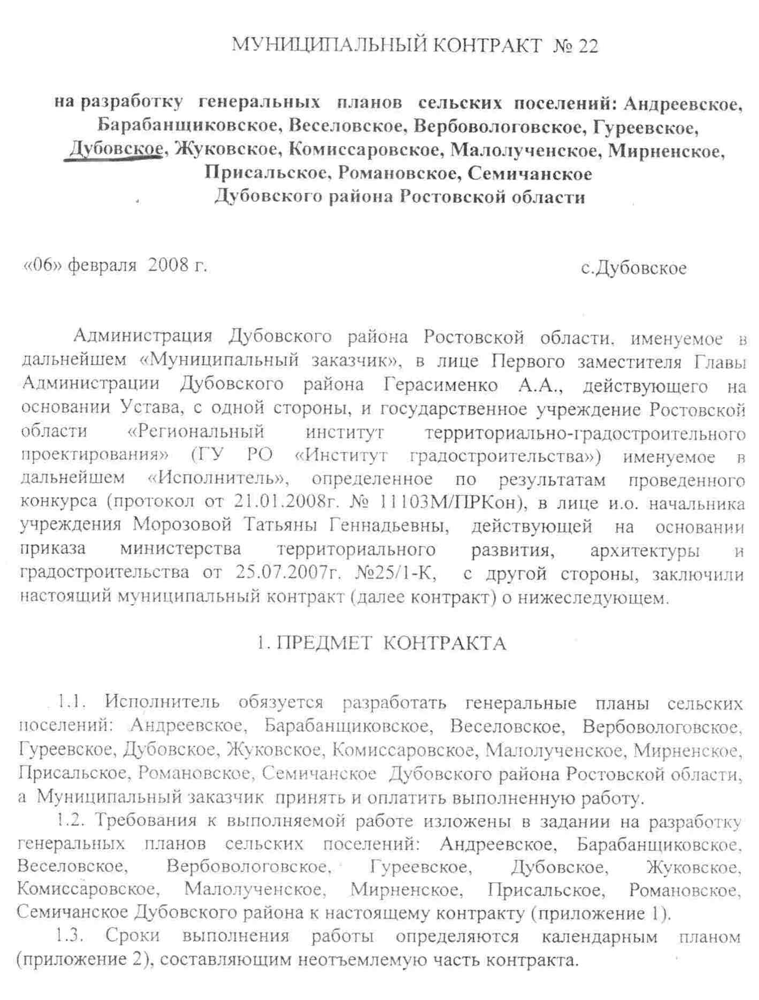 МУНИЦИПАЛЬНЫЙ КОНТРАКТ № 22
на разработку генеральных планов сельских поселений: Андреевское,
Барабанщиковское, Веселовское, Вербовологовское, Гуреевское,
Дубовское, Жуковское, Комиссаровское, Малолученское, Мирненское,
Присальское, Романовское, Семичанское
Дубовского района Ростовской области
«06» февраля 2008 г.
с.Дубовское
Администрация Дубовского района Ростовской области, именуемое в
дальнейшем «Муниципальный заказчик», в лице Первого заместителя Главы
Администрации Дубовского района Герасименко А.А., действующего на
основании Устава, с одной стороны, и государственное учреждение Ростовской
области «Региональный институт территориально-градостроительного
проектирования» (ГУ РО «Институт градостроительства») именуемое в
дальнейшем «Исполнитель», определенное по результатам проведенного
конкурса (протокол от 21.01.2008г. № 11103М/ПРКон), в лице и.о. начальника
учреждения Морозовой Татьяны Геннадьевны, действующей на основании
приказа министерства территориального развития, архитектуры и
градостроительства от 25.07.2007г. №25/1-К, с другой стороны, заключили
настоящий муниципальный контракт (далее контракт) о нижеследующем.
1. ПРЕДМЕТ КОНТРАКТА
1.1. Исполнитель обязуется разработать генеральные планы сельских
поселений: Андреевское, Барабанщиковское, Веселовское, Вербовологовское,
Гуреевское, Дубовское, Жуковское, Комиссаровское, Малолученское, Мирненское,
Присальское, Романовское, Семичанское Дубовского района Ростовской области,
а Муниципальный заказчик принять и оплатить выполненную работу.
1.2. Требования к выполняемой работе изложены в задании на разработку
генеральных планов сельских поселений: Андреевское, Барабанщиковское,
Веселовское, Вербовологовское, Гуреевское, Дубовское, Жуковское,
Комиссаровское, Малолученское, Мирненское, Присальское, Романовское,
Семичанское Дубовского района к настоящему контракту (приложение 1).
1.3. Сроки выполнения работы определяются календарным планом
(приложение 2), составляющим неотъемлемую часть контракта.